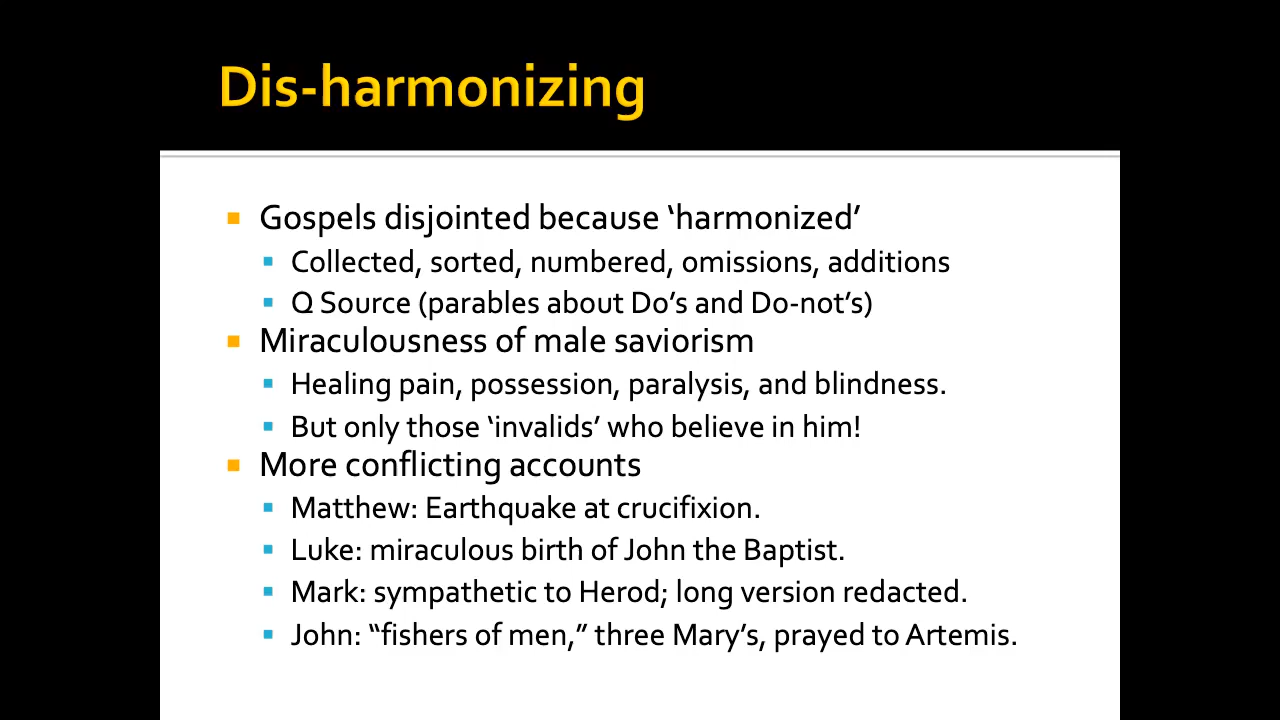 Dis-harmonizing
Gospels disjointed because ‘harmonized’
Collected, sorted, numbered, omissions, additions
Q Source (parables about Do’s and Do-not’s)
Miraculousness of male saviorism
Healing pain, possession, paralysis, and blindness.
But only those ‘invalids’ who believe in him!
More conflicting accounts
Matthew: Earthquake at crucifixion.
Luke: miraculous birth of John the Baptist.
Mark: sympathetic to Herod; long version redacted.
John: “fishers of men,” three Mary’s, prayed to Artemis.